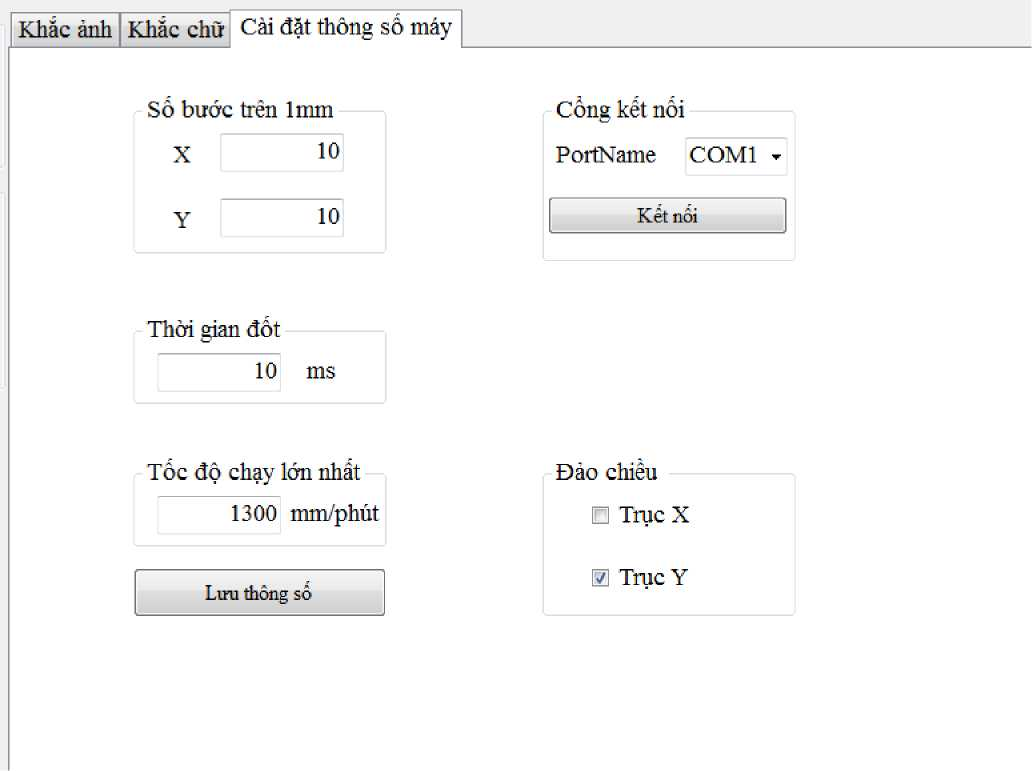 Khắc ảnh Khắc chữ Cài đặt thông số máy
Số bước trên 1mm
X 10
Y 10
Cổng kết nối
PortName COM1
Kết nối
Thời gian đốt
10 ms
Tốc độ chạy lớn nhất
1300 mm/phút
Lưu thông số
Đảo chiều
Trục X
Trục Y